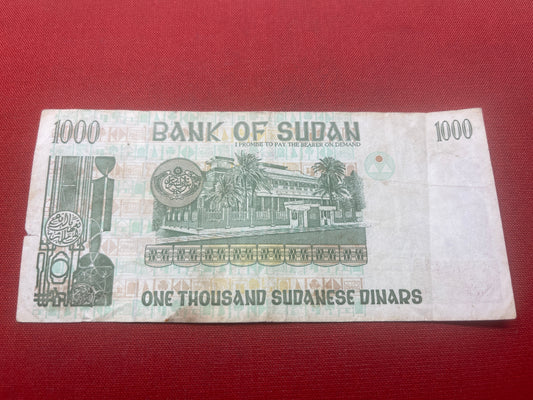 1000 BANK OF SUDAN 1000
I PROMISE TO PAY THE BEARER ON DEMAND
ONE THOUSAND SUDANESE DINARS